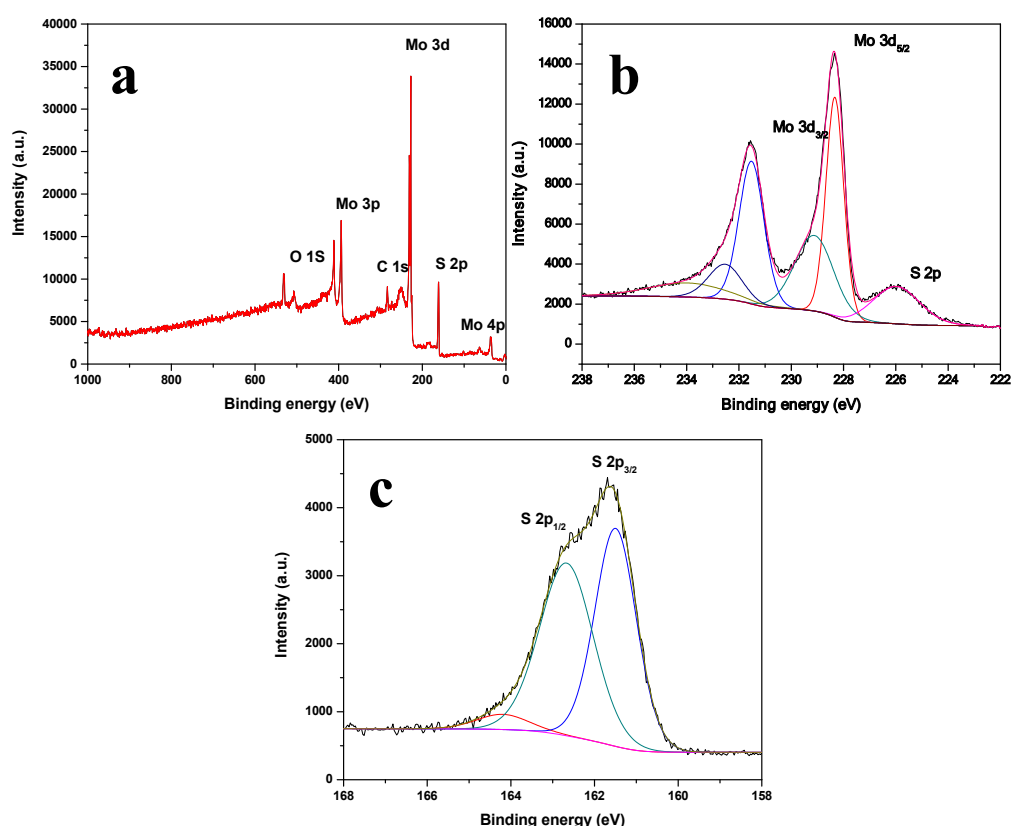 a
Mo 3d
Mo 3p
O 1S
C 1s
S 2p
Mo 4p
40000
35000
30000
25000
20000
15000
10000
5000
0
Intensity (a.u.)
1000 800 600 400 200 0
Binding energy (eV)
b
Mo 3d5/2
Mo 3d3/2
S 2p
16000
14000
12000
10000
8000
6000
4000
2000
0
Intensity (a.u.)
238 236 234 232 230 228 226 224 222
Binding energy (eV)
c
S 2p3/2
S 2p1/2
5000
4000
3000
2000
1000
0
Intensity (a.u.)
168 166 164 162 160 158
Binding energy (eV)